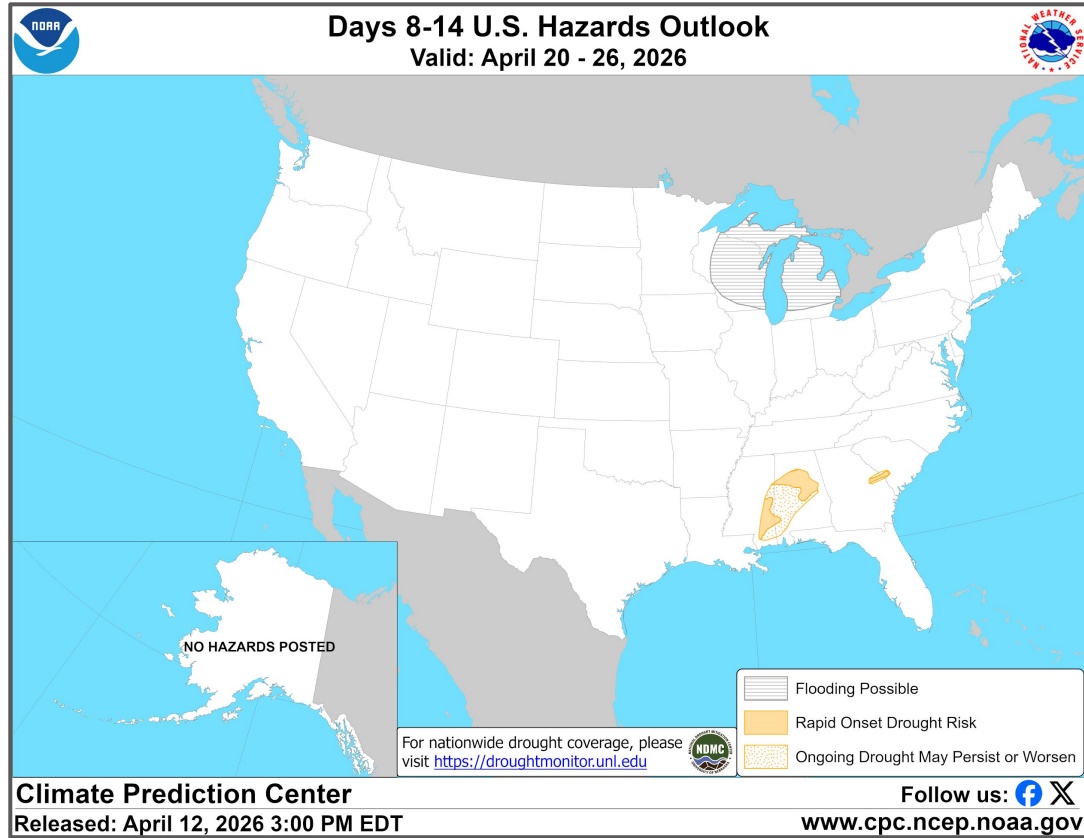 NOAA
Days 8-14 U.S. Hazards Outlook
Valid: April 20 - 26, 2026
NATIONAL WEATHER SERVICE
NO HAZARDS POSTED
Flooding Possible
Rapid Onset Drought Risk
Ongoing Drought May Persist or Worsen
For nationwide drought coverage, please
visit https://droughtmonitor.unl.edu
NDMC
Climate Prediction Center
Follow us:
Released: April 12, 2026 3:00 PM EDT
www.cpc.ncep.noaa.gov